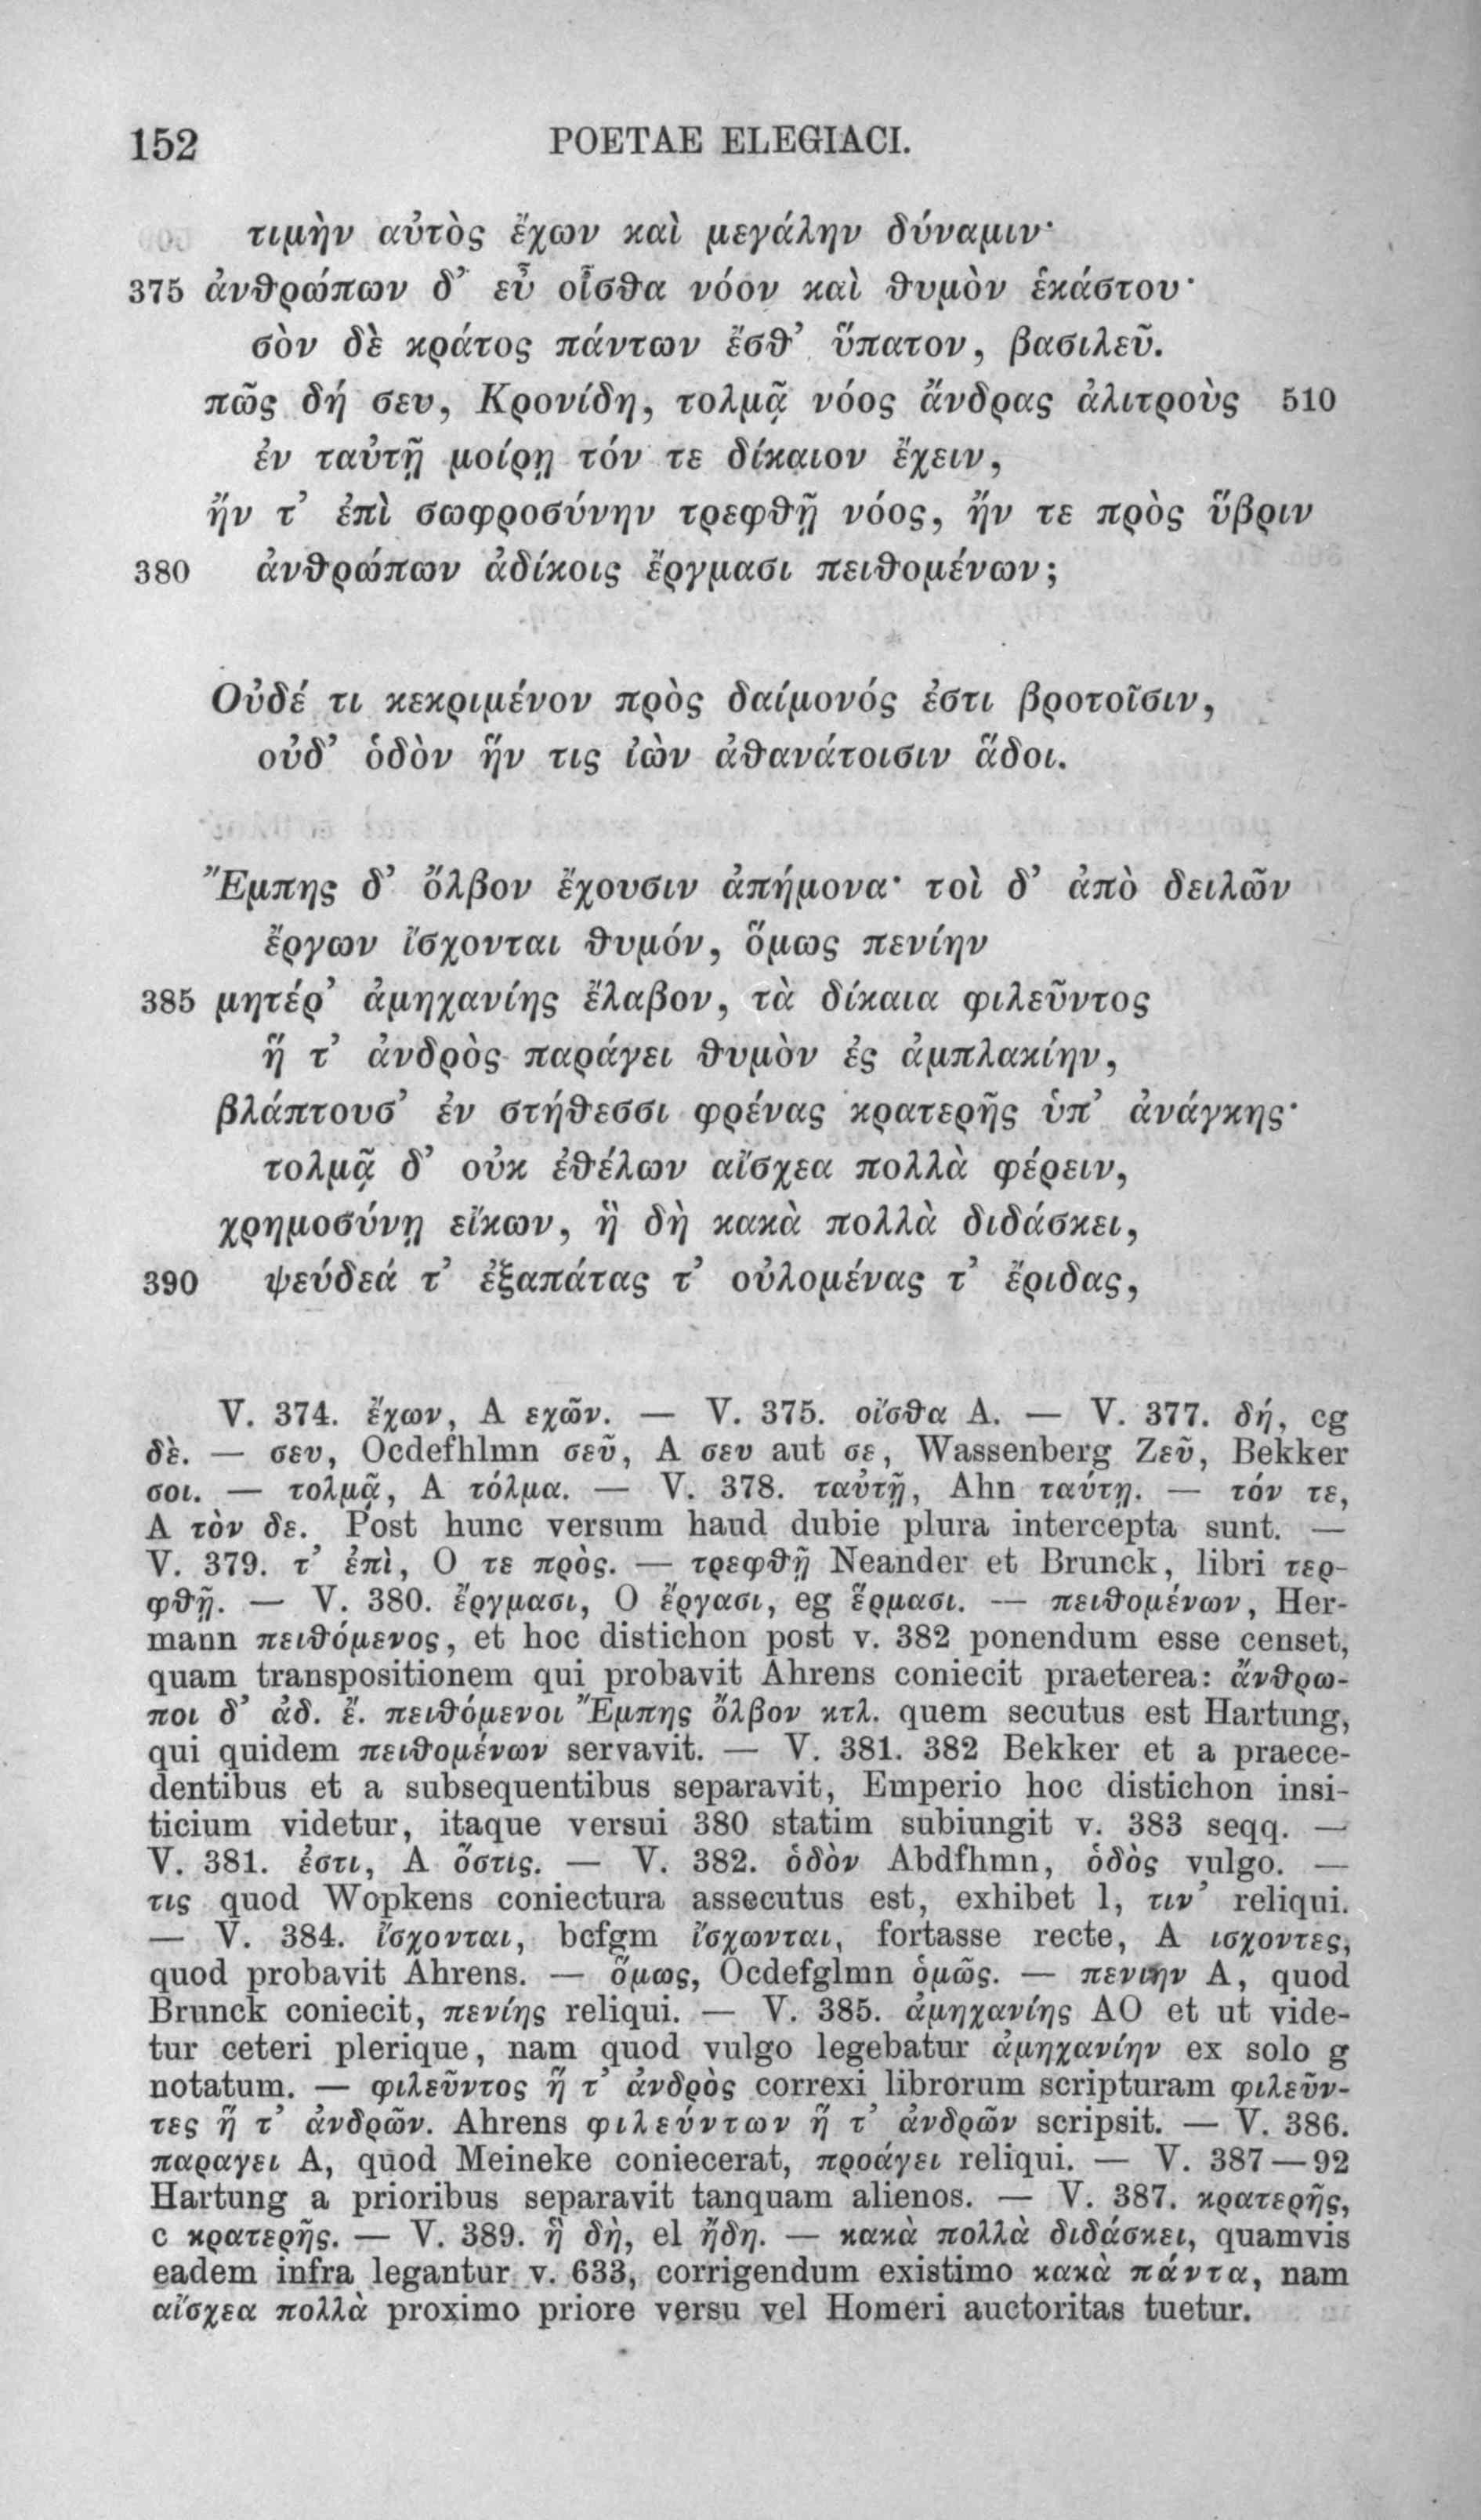 152 POETAE ELEGIACI.
τιμὴν αὐτὸς ἔχων καὶ μεγάλην δύναμιν·
375 ἀνθρώπων δ’ εὖ οἶσθα νόον καὶ θυμὸν ἑκάστου·
σὸν δὲ κράτος πάντων ἔσθ’ ὕπατον, βασιλεῦ.
πῶς δή σευ, Κρονίδη, τολμᾷ νόος ἄνδρας ἀλιτροὺς 510
ἐν ταὐτῇ μοίρῃ τόν τε δίκαιον ἔχειν,
ἤν τ’ ἐπὶ σωφροσύνην τρεφθῇ νόος, ἤν τε πρὸς ὕβριν
380 ἀνθρώπων ἀδίκοις ἔργμασι πειθομένων;
Οὐδέ τι κεκριμένον πρὸς δαίμονός ἐστι βροτοῖσιν,
οὐδ’ ὁδὸν ἥν τις ἰὼν ἀθανάτοισιν ἅδοι.
Ἔμπης δ’ ὄλβον ἔχουσιν ἀπήμονα· τοὶ δ’ ἀπὸ δειλῶν
ἔργων ἴσχονται θυμόν, ὅμως πενίην
385 μητέρ’ ἀμηχανίης ἔλαβον, τὰ δίκαια φιλεῦντος
ἥ τ’ ἀνδρὸς παράγει θυμὸν ἐς ἀμπλακίην,
βλάπτουσ’ ἐν στήθεσσι φρένας κρατερῆς ὑπ’ ἀνάγκης·
τολμᾷ δ’ οὐκ ἐθέλων αἴσχεα πολλὰ φέρειν,
χρημοσύνῃ εἴκων, ἣ δὴ κακὰ πολλὰ διδάσκει,
390 ψεύδεά τ’ ἐξαπάτας τ’ οὐλομένας τ’ ἔριδας,
V. 374. ἔχων, A εχῶν. — V. 375. οἴσθα A. — V. 377. δή, cg
δὲ. — σευ, Ocdefhlmn σεῦ, A σευ aut σε, Wassenberg Ζεῦ, Bekker
σοι. — τολμᾷ, A τόλμα. — V. 378. ταὐτῇ, Ahn ταύτῃ. — τόν τε,
A τὸν δε. Post hunc versum haud dubie plura intercepta sunt. —
V. 379. τ’ ἐπὶ, O τε πρὸς. — τρεφθῇ Neander et Brunck, libri τερ-
φθῇ. — V. 380. ἔργμασι, O ἔργασι, eg ἕρμασι. — πειθομένων, Her-
mann πειθόμενος, et hoc distichon post v. 382 ponendum esse censet,
quam transpositionem qui probavit Ahrens coniecit praeterea: ἄνθρω-
ποι δ’ ἀδ. ἔ. πειθόμενοι Ἔμπης ὄλβον κτλ. quem secutus est Hartung,
qui quidem πειθομένων servavit. — V. 381. 382 Bekker et a praece-
dentibus et a subsequentibus separavit, Emperio hoc distichon insi-
ticium videtur, itaque versui 380 statim subiungit v. 383 seqq. —
V. 381. ἐστι, A ὅστις. — V. 382. ὁδὸν Abdfhmn, ὁδὸς vulgo. —
τις quod Wopkens coniectura assecutus est, exhibet l, τιν’ reliqui.
— V. 384. ἴσχονται, bcfgm ἴσχωνται, fortasse recte, A ισχοντες,
quod probavit Ahrens. — ὅμως, Ocdefglmn ὁμῶς. — πενιην A, quod
Brunck coniecit, πενίης reliqui. — V. 385. ἀμηχανίης AO et ut vide-
tur ceteri plerique, nam quod vulgo legebatur ἀμηχανίην ex solo g
notatum. — φιλεῦντος ἥ τ’ ἀνδρὸς correxi librorum scripturam φιλεῦν-
τες ἥ τ’ ἀνδρῶν. Ahrens φιλεύντων ἥ τ’ ἀνδρῶν scripsit. — V. 386.
παραγει A, quod Meineke coniecerat, προάγει reliqui. — V. 387—92
Hartung a prioribus separavit tanquam alienos. — V. 387. κρατερῆς,
c κρατερῆς. — V. 389. ἣ δὴ, el ἤδη. — κακὰ πολλὰ διδάσκει, quamvis
eadem infra legantur v. 633, corrigendum existimo κακὰ πάντα, nam
αἴσχεα πολλὰ proximo priore versu vel Homeri auctoritas tuetur.